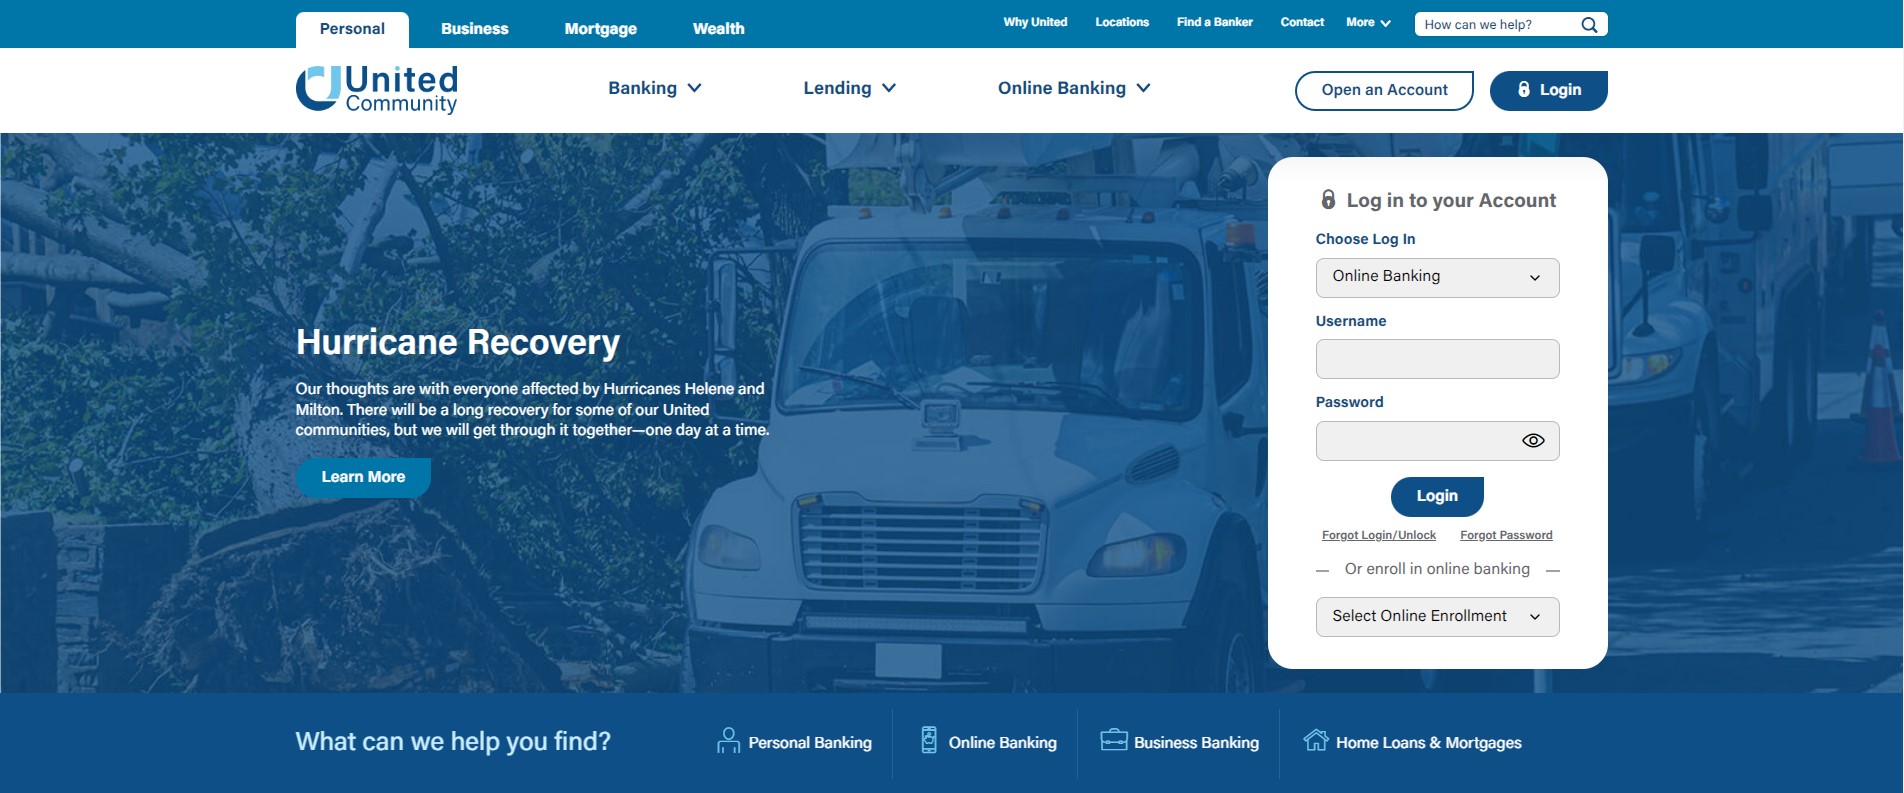 Personal
Business
Mortgage
Wealth
Why United
Locations
Find a Banker
Contact
More
How can we help?
United
Community
Banking
Lending
Online Banking
Open an Account
Login
Hurricane Recovery
Our thoughts are with everyone affected by Hurricanes Helene and
Milton. There will be a long recovery for some of our United
communities, but we will get through it together—one day at a time.
Learn More
Log in to your Account
Choose Log In
Online Banking
Username
Password
Login
Forgot Login/Unlock
Forgot Password
Or enroll in online banking
Select Online Enrollment
What can we help you find?
Personal Banking
Online Banking
Business Banking
Home Loans & Mortgages